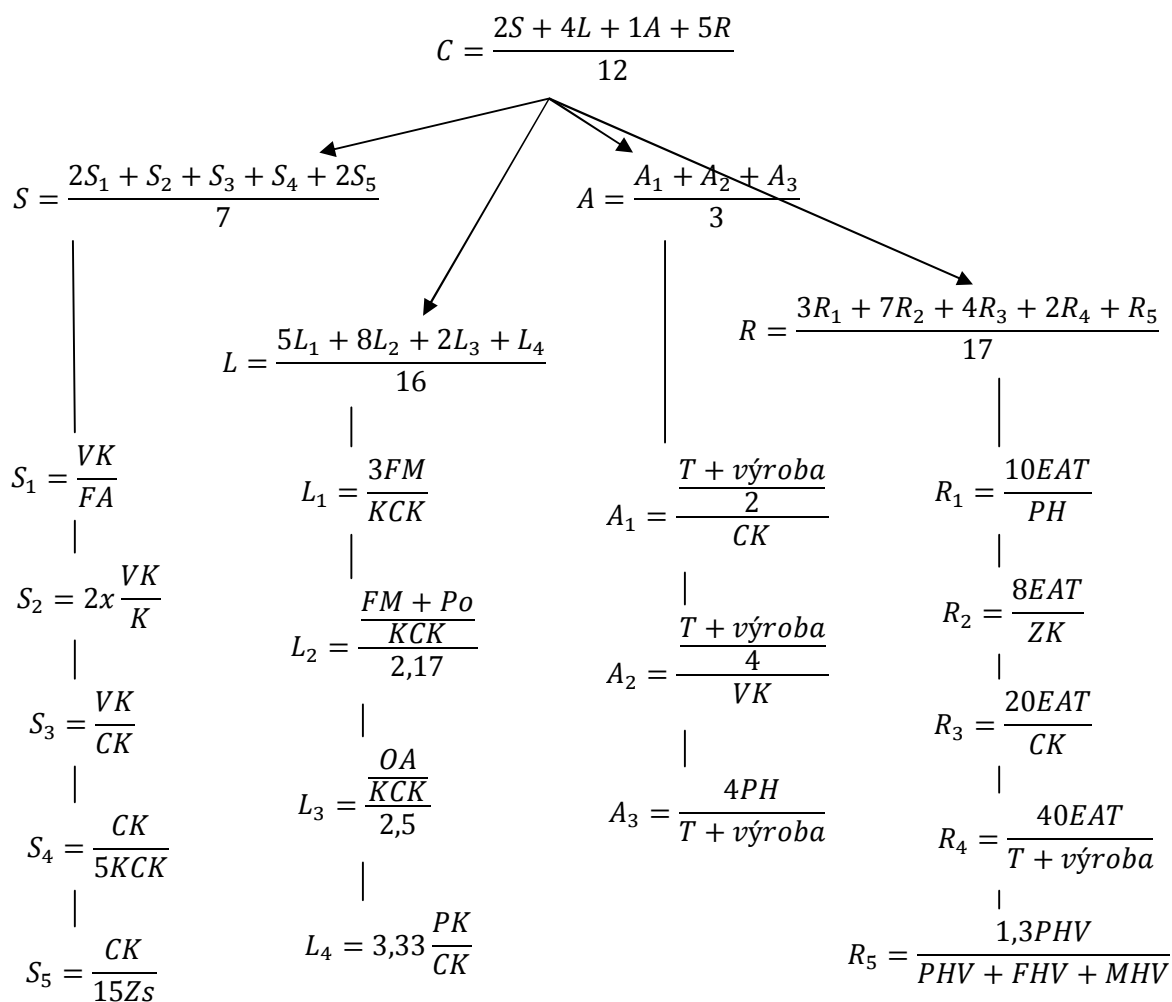 C = (2S + 4L + 1A + 5R) / 12
S = (2S₁ + S₂ + S₃ + S₄ + 2S₅) / 7
A = (A₁ + A₂ + A₃) / 3
L = (5L₁ + 8L₂ + 2L₃ + L₄) / 16
R = (3R₁ + 7R₂ + 4R₃ + 2R₄ + R₅) / 17
S₁ = VK / FA
S₂ = 2x VK / K
S₃ = VK / CK
S₄ = CK / 5KCK
S₅ = CK / 15Zs
L₁ = 3FM / KCK
L₂ = ((FM + Po) / KCK) / 2,17
L₃ = (OA / KCK) / 2,5
L₄ = 3,33 PK / CK
A₁ = ((T + výroba) / 2) / CK
A₂ = ((T + výroba) / 4) / VK
A₃ = 4PH / (T + výroba)
R₁ = 10EAT / PH
R₂ = 8EAT / ZK
R₃ = 20EAT / CK
R₄ = 40EAT / (T + výroba)
R₅ = 1,3PHV / (PHV + FHV + MHV)